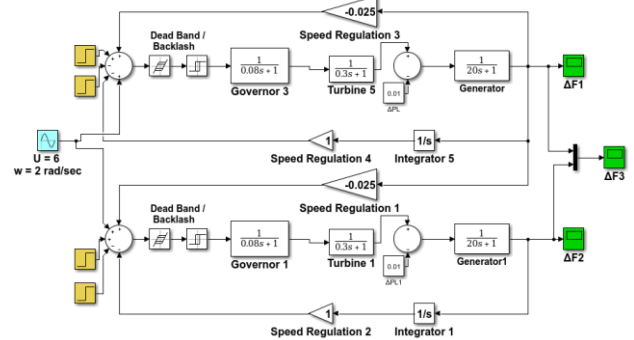 -0.025
Speed Regulation 3
Dead Band /
Backlash
1
0.08s + 1
Governor 3
1
0.3s + 1
Turbine 5
0.01
ΔPL
1
20s + 1
Generator
ΔF1
1
Speed Regulation 4
1/s
Integrator 5
U = 6
w = 2 rad/sec
ΔF3
-0.025
Speed Regulation 1
Dead Band /
Backlash
1
0.08s + 1
Governor 1
1
0.3s + 1
Turbine 1
0.01
ΔPL1
1
20s + 1
Generator1
ΔF2
1
Speed Regulation 2
1/s
Integrator 1